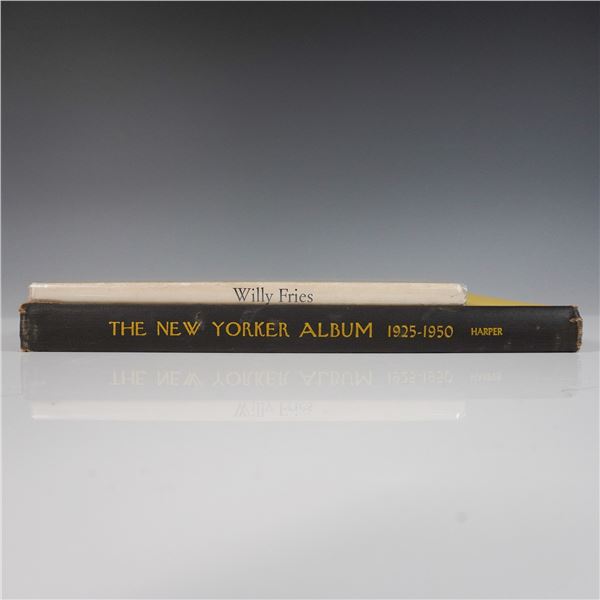 Willy Fries
THE NEW YORKER ALBUM 1925-1950 HARPER